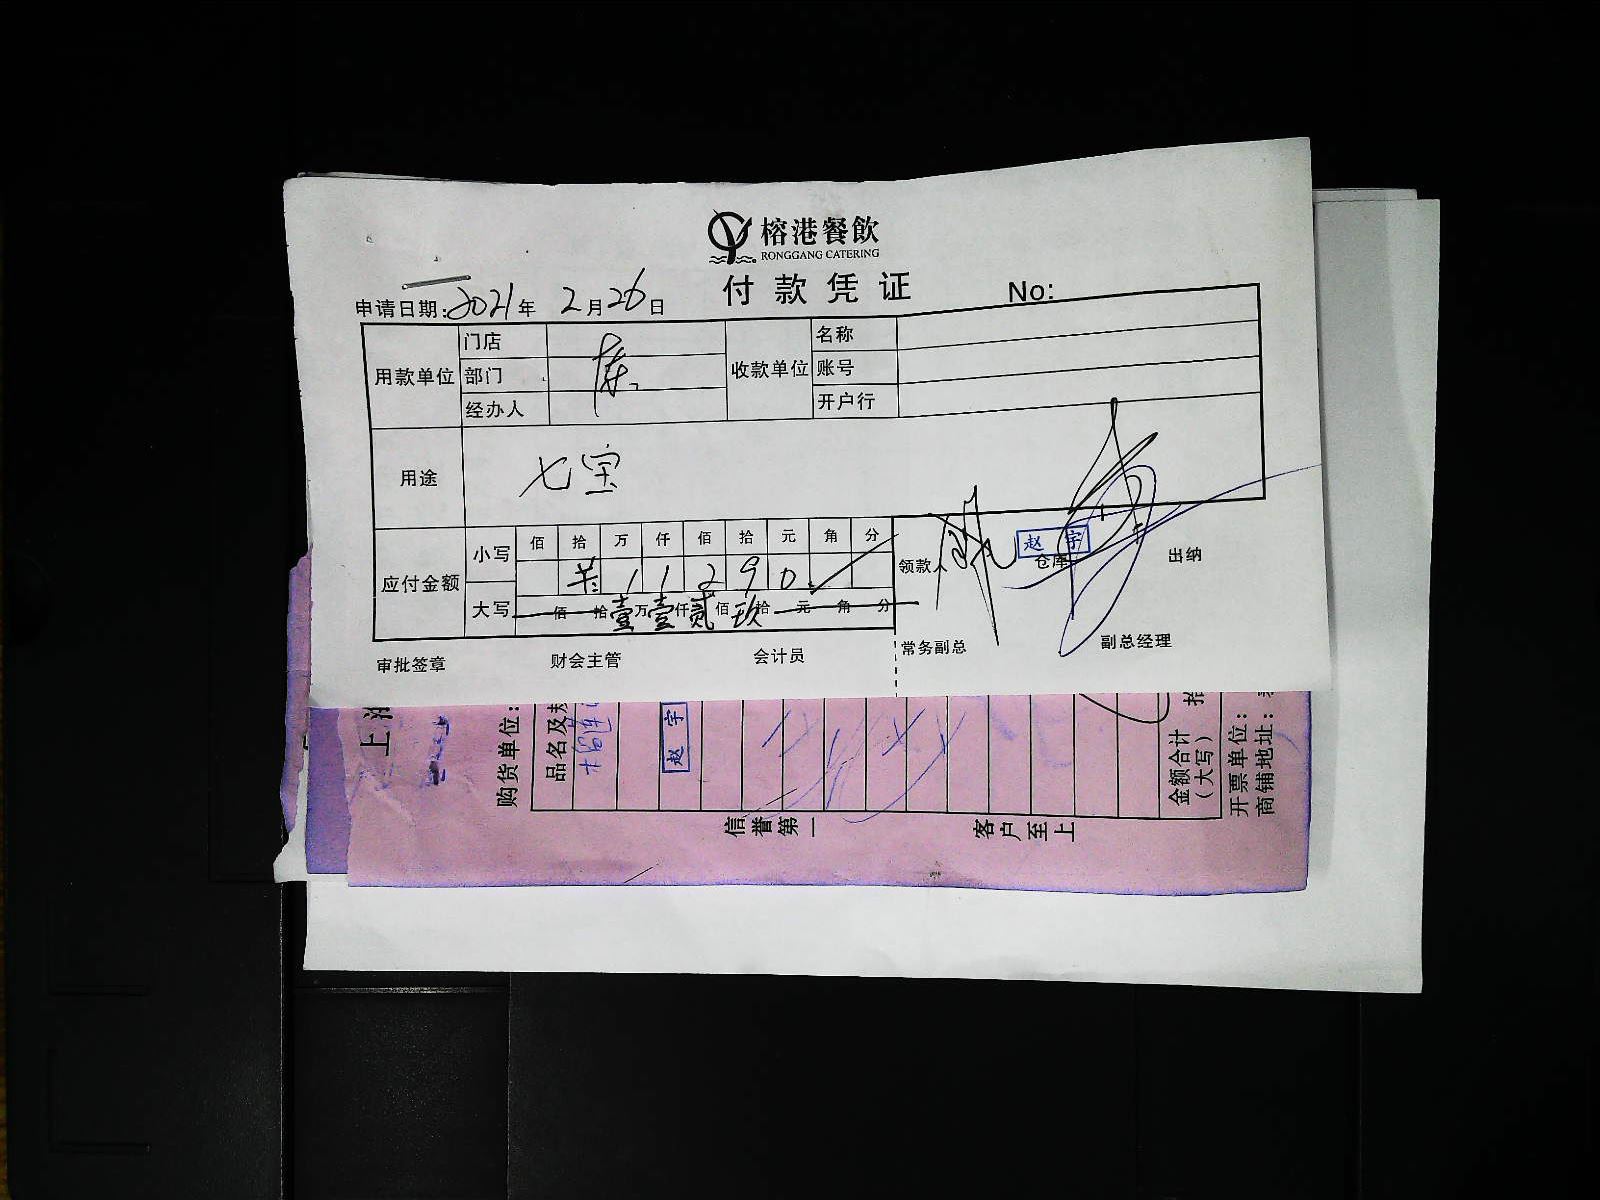 榕港餐飲
RONGGANG CATERING
付款凭证
No:
申请日期: 2021年 2月26日
用款单位 门店 收款单位 名称
部门 账号
经办人 开户行
用途 七宝
应付金额 小写 佰 拾 万 仟 佰 拾 元 角 分
1 1 2 9 0
大写 佰 拾 壹万 壹仟 贰佰 玖拾 元 角 分
领款人 赵宇 仓库 出纳
常务副总 副总经理
审批签章 财会主管 会计员
上
购货单位:
品名及
赵宇
信誉第一
客户至上
金额合计
(大写)
拾
开票单位:
商铺地址: